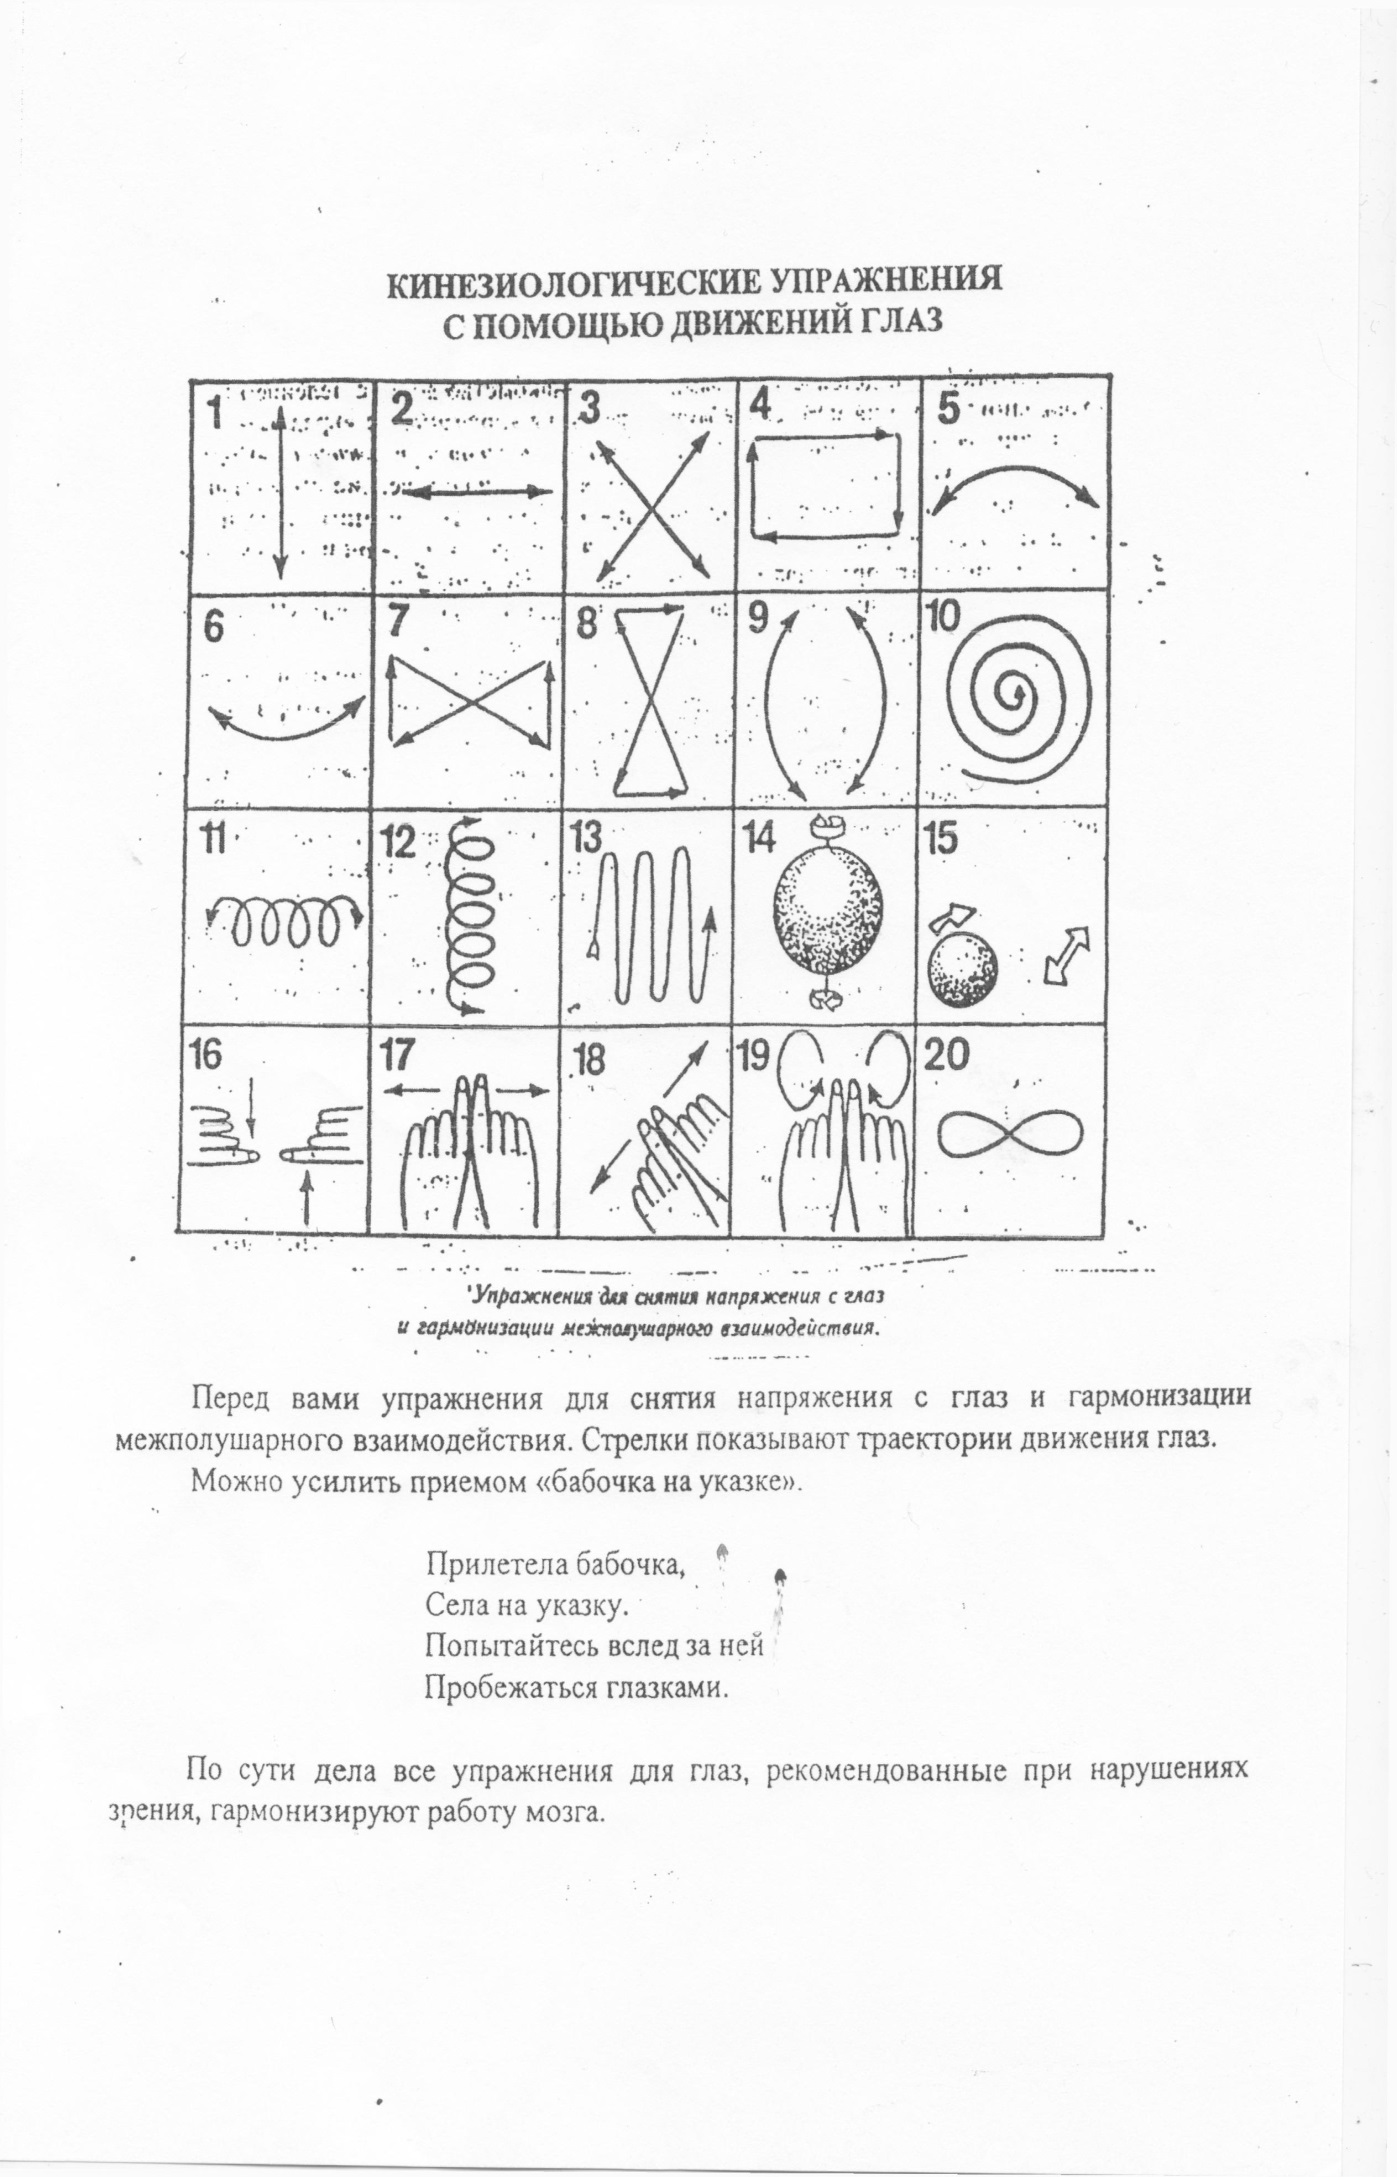 КИНЕЗИОЛОГИЧЕСКИЕ УПРАЖНЕНИЯ
С ПОМОЩЬЮ ДВИЖЕНИЙ ГЛАЗ
1 2 3 4 5
6 7 8 9 10
11 12 13 14 15
16 17 18 19 20
Упражнения для снятия напряжения с глаз
и гармонизации межполушарного взаимодействия.
Перед вами упражнения для снятия напряжения с глаз и гармонизации
межполушарного взаимодействия. Стрелки показывают траектории движения глаз.
Можно усилить приемом «бабочка на указке».
Прилетела бабочка,
Села на указку.
Попытайтесь вслед за ней
Пробежаться глазками.
По сути дела все упражнения для глаз, рекомендованные при нарушениях
зрения, гармонизируют работу мозга.